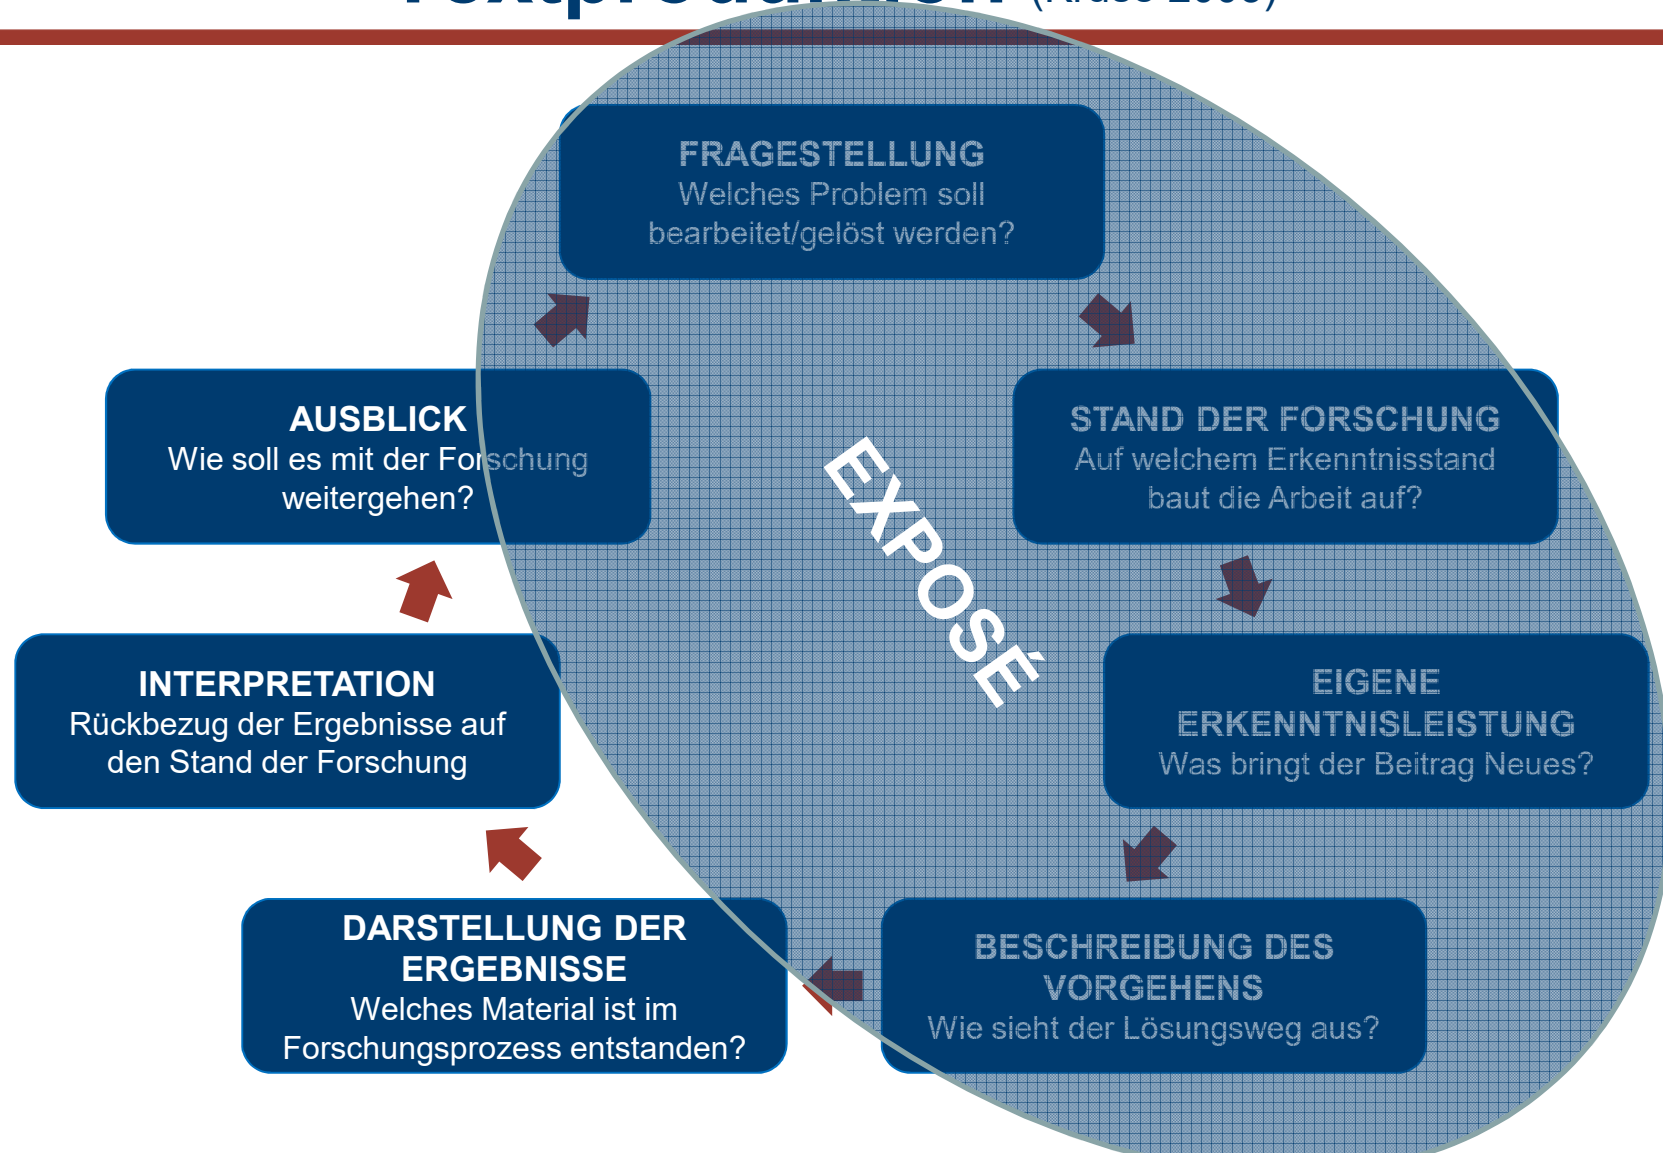 FRAGESTELLUNG
Welches Problem soll
bearbeitet/gelöst werden?
STAND DER FORSCHUNG
Auf welchem Erkenntnisstand
baut die Arbeit auf?
EIGENE
ERKENNTNISLEISTUNG
Was bringt der Beitrag Neues?
BESCHREIBUNG DES
VORGEHENS
Wie sieht der Lösungsweg aus?
DARSTELLUNG DER
ERGEBNISSE
Welches Material ist im
Forschungsprozess entstanden?
INTERPRETATION
Rückbezug der Ergebnisse auf
den Stand der Forschung
AUSBLICK
Wie soll es mit der Forschung
weitergehen?
EXPOSÉ